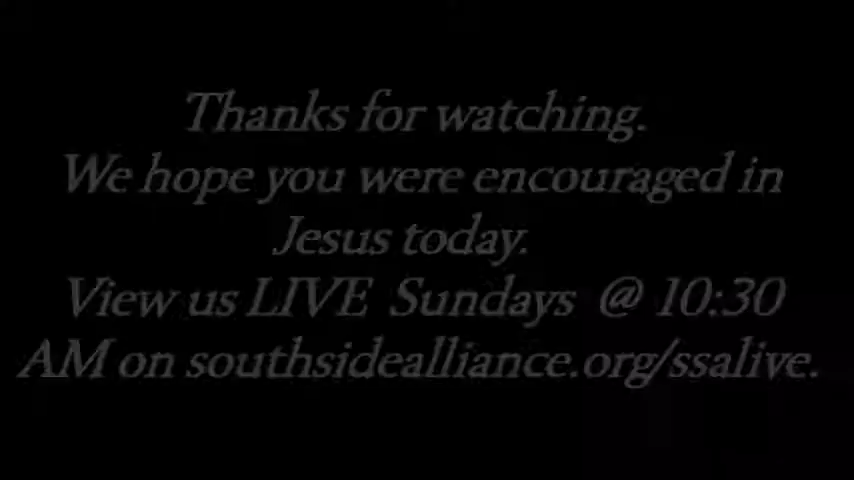 Thanks for watching.
We hope you were encouraged in
Jesus today.
View us LIVE Sundays @ 10:30
AM on southsidealliance.org/ssalive.